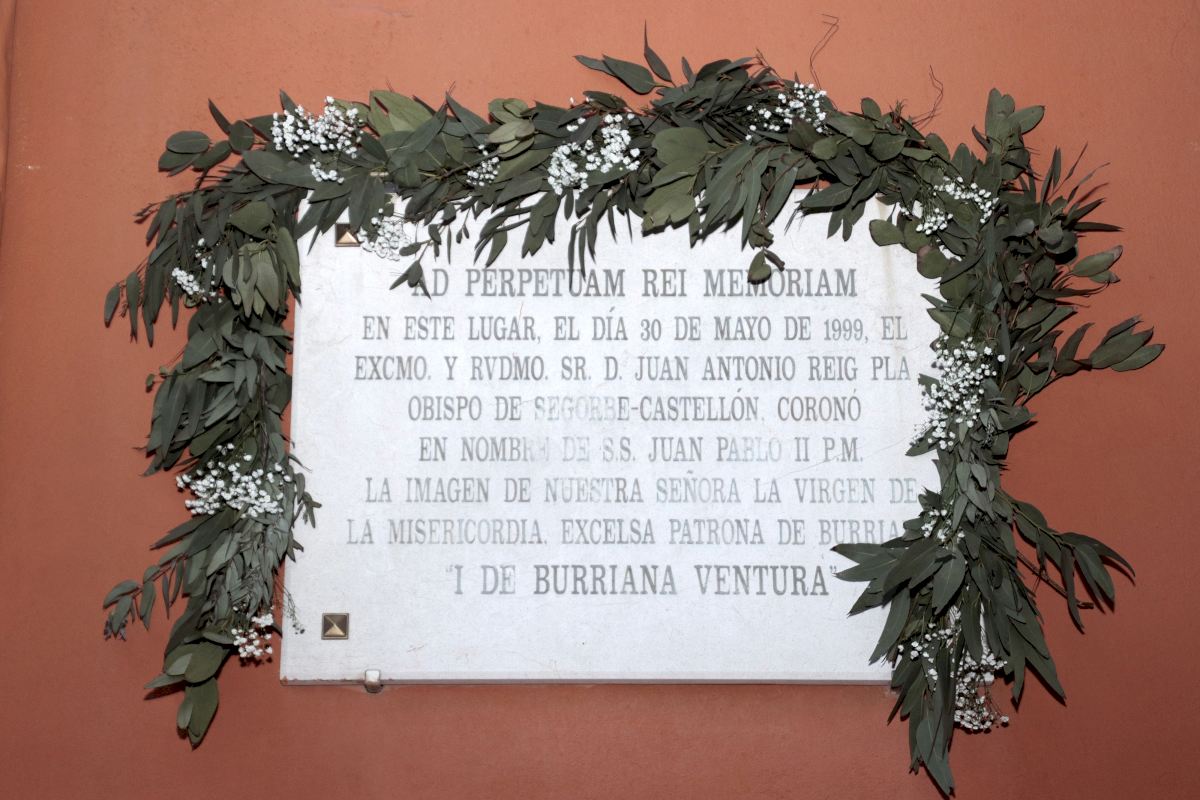 AD PERPETUAM REI MEMORIAM
EN ESTE LUGAR, EL DÍA 30 DE MAYO DE 1999, EL
EXCMO. Y RVDMO. SR. D. JUAN ANTONIO REIG PLA
OBISPO DE SEGORBE-CASTELLÓN, CORONÓ
EN NOMBRE DE S.S. JUAN PABLO II P.M.
LA IMAGEN DE NUESTRA SEÑORA LA VIRGEN DE
LA MISERICORDIA, EXCELSA PATRONA DE BURRIANA
"I DE BURRIANA VENTURA"